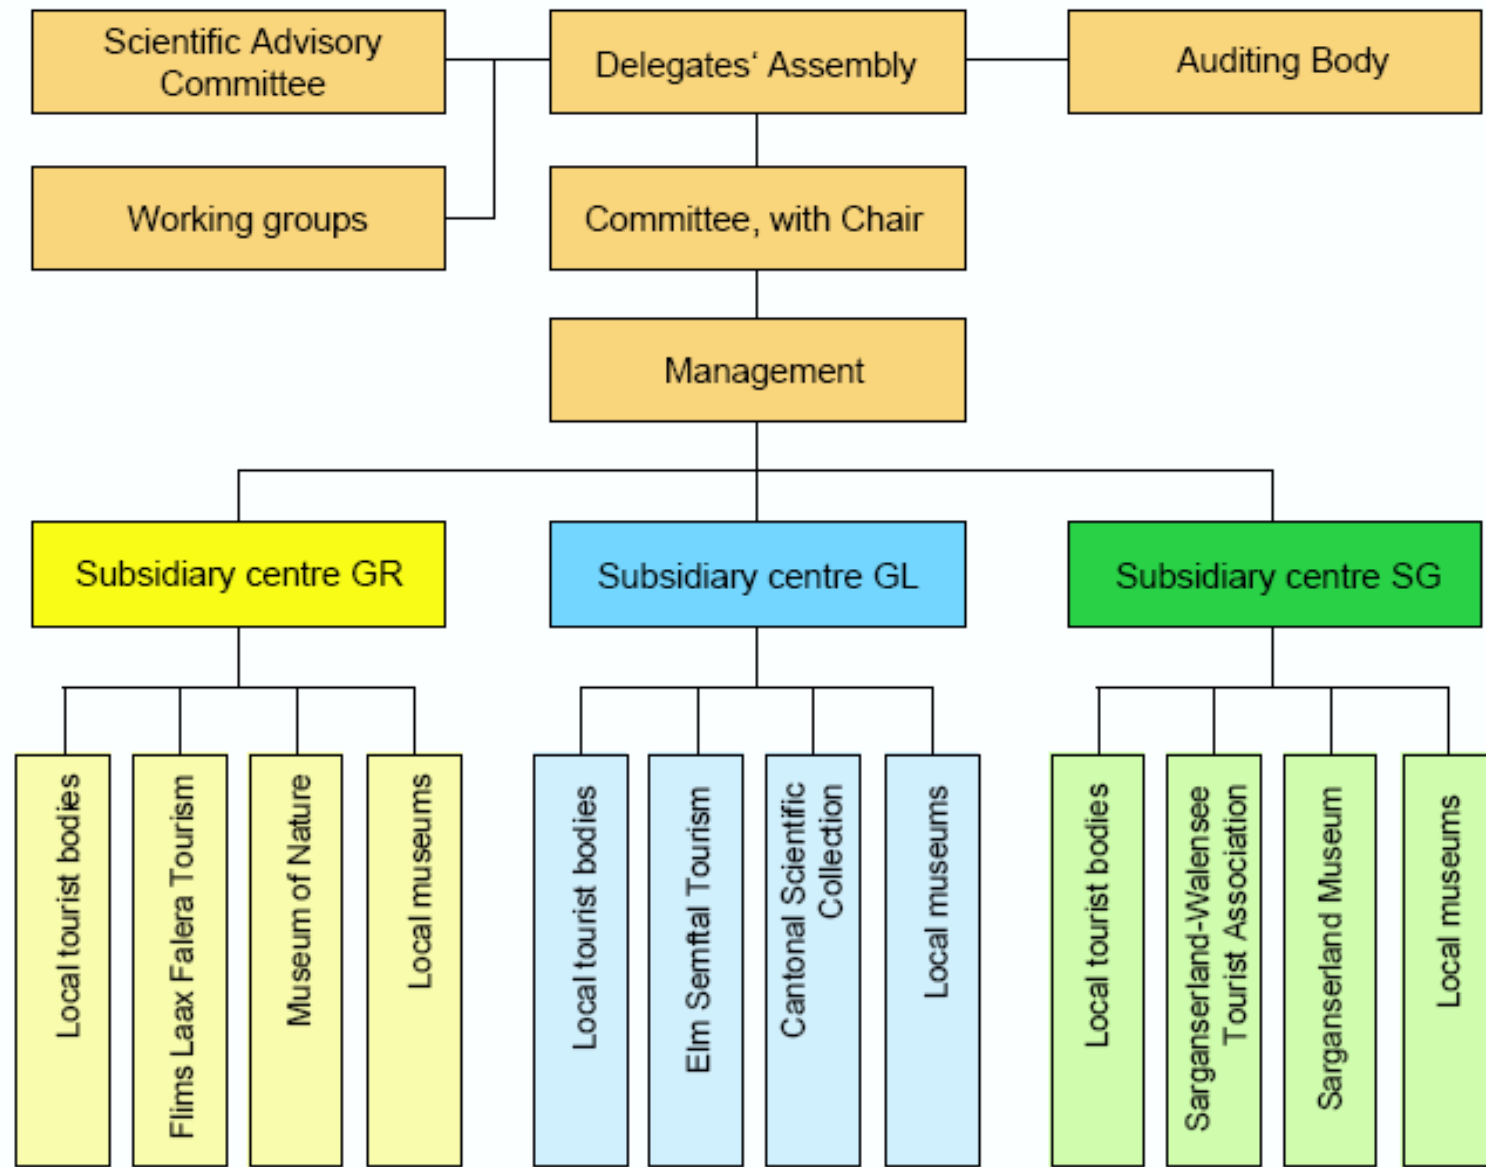 Scientific Advisory
Committee
Delegates‘ Assembly
Auditing Body
Working groups
Committee, with Chair
Management
Subsidiary centre GR
Subsidiary centre GL
Subsidiary centre SG
Local tourist bodies
Flims Laax Falera Tourism
Museum of Nature
Local museums
Local tourist bodies
Elm Sernftal Tourism
Cantonal Scientific
Collection
Local museums
Local tourist bodies
Sarganserland-Walensee
Tourist Association
Sarganserland Museum
Local museums